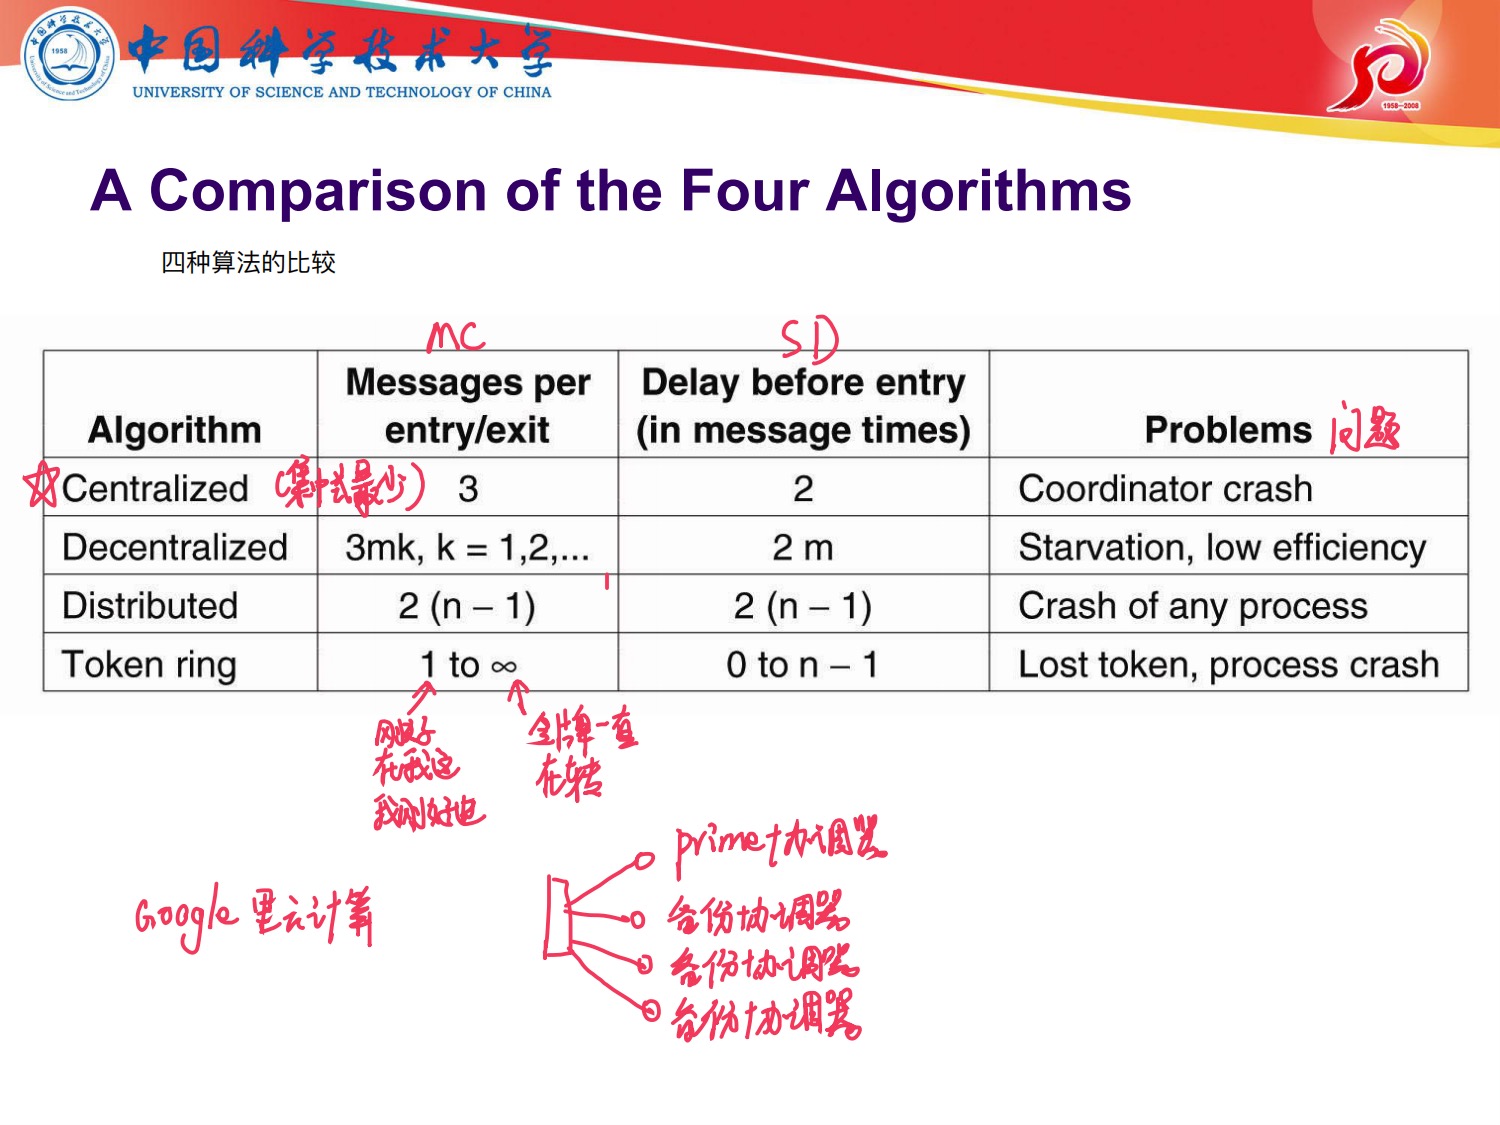 中国科学技术大学
UNIVERSITY OF SCIENCE AND TECHNOLOGY OF CHINA
1958
1958—2008
A Comparison of the Four Algorithms
四种算法的比较
MC
SD
Algorithm
Messages per entry/exit
Delay before entry (in message times)
Problems 问题
Centralized (集中式最少) 3 2 Coordinator crash
Decentralized 3mk, k = 1,2,... 2 m Starvation, low efficiency
Distributed 2 (n – 1) 2 (n – 1) Crash of any process
Token ring 1 to ∞ 0 to n – 1 Lost token, process crash
刚好
在我这
我刚好也
令牌一直
在转
prime协调器
Google里云计算
备份协调器
备份协调器
备份协调器